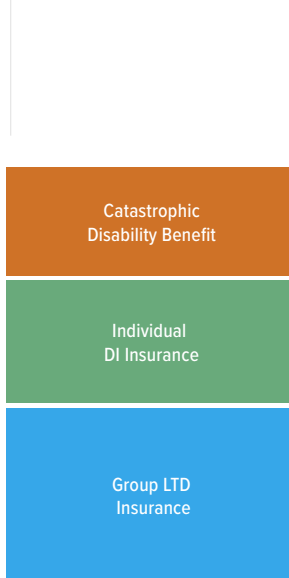 Catastrophic
Disability Benefit
Individual
DI Insurance
Group LTD
Insurance